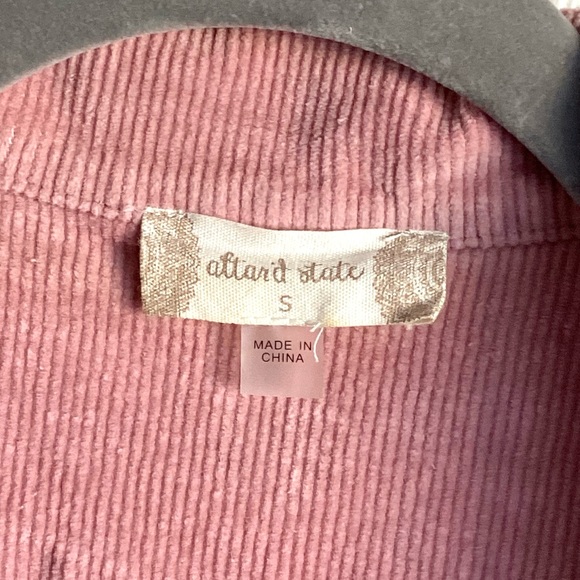 altar'd state
S
MADE IN
CHINA